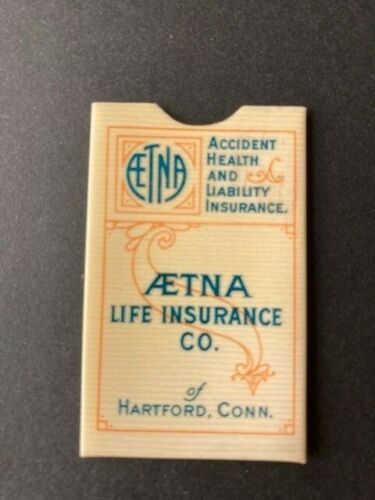 ÆTNA
ACCIDENT
HEALTH
AND
LIABILITY
INSURANCE.
ÆTNA
LIFE INSURANCE
CO.
of
HARTFORD, CONN.